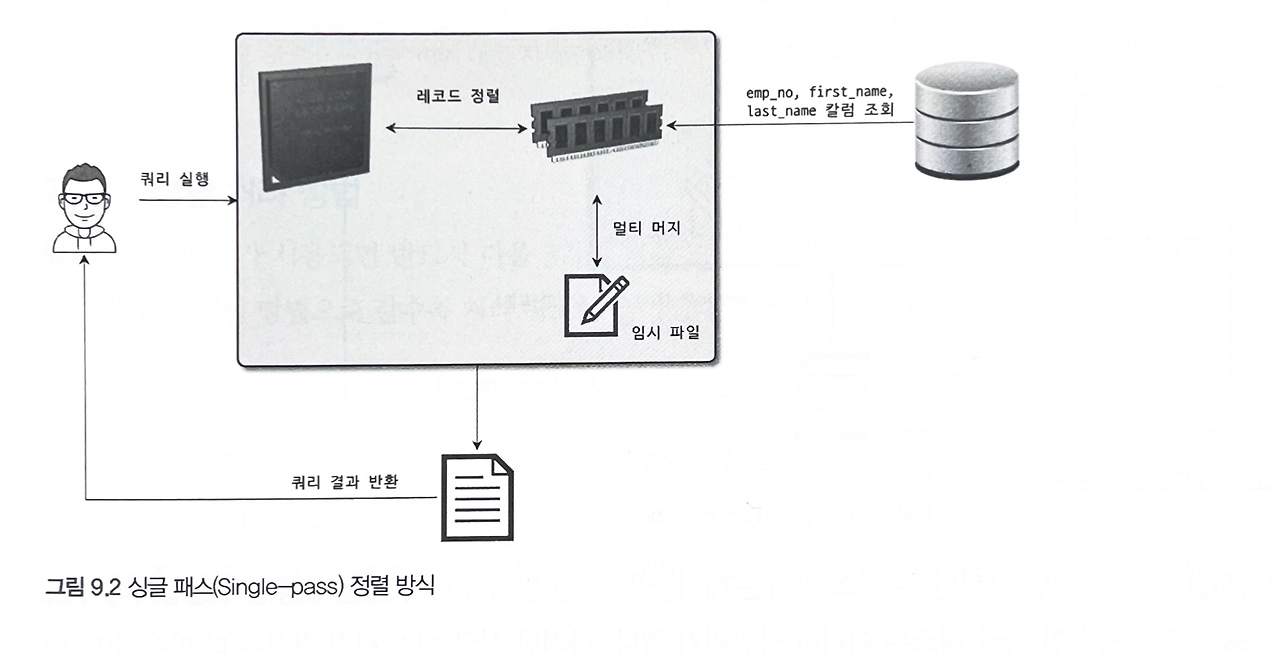 레코드 정렬
emp_no, first_name,
last_name 칼럼 조회
쿼리 실행
멀티 머지
임시 파일
쿼리 결과 반환
그림 9.2 싱글 패스(Single-pass) 정렬 방식